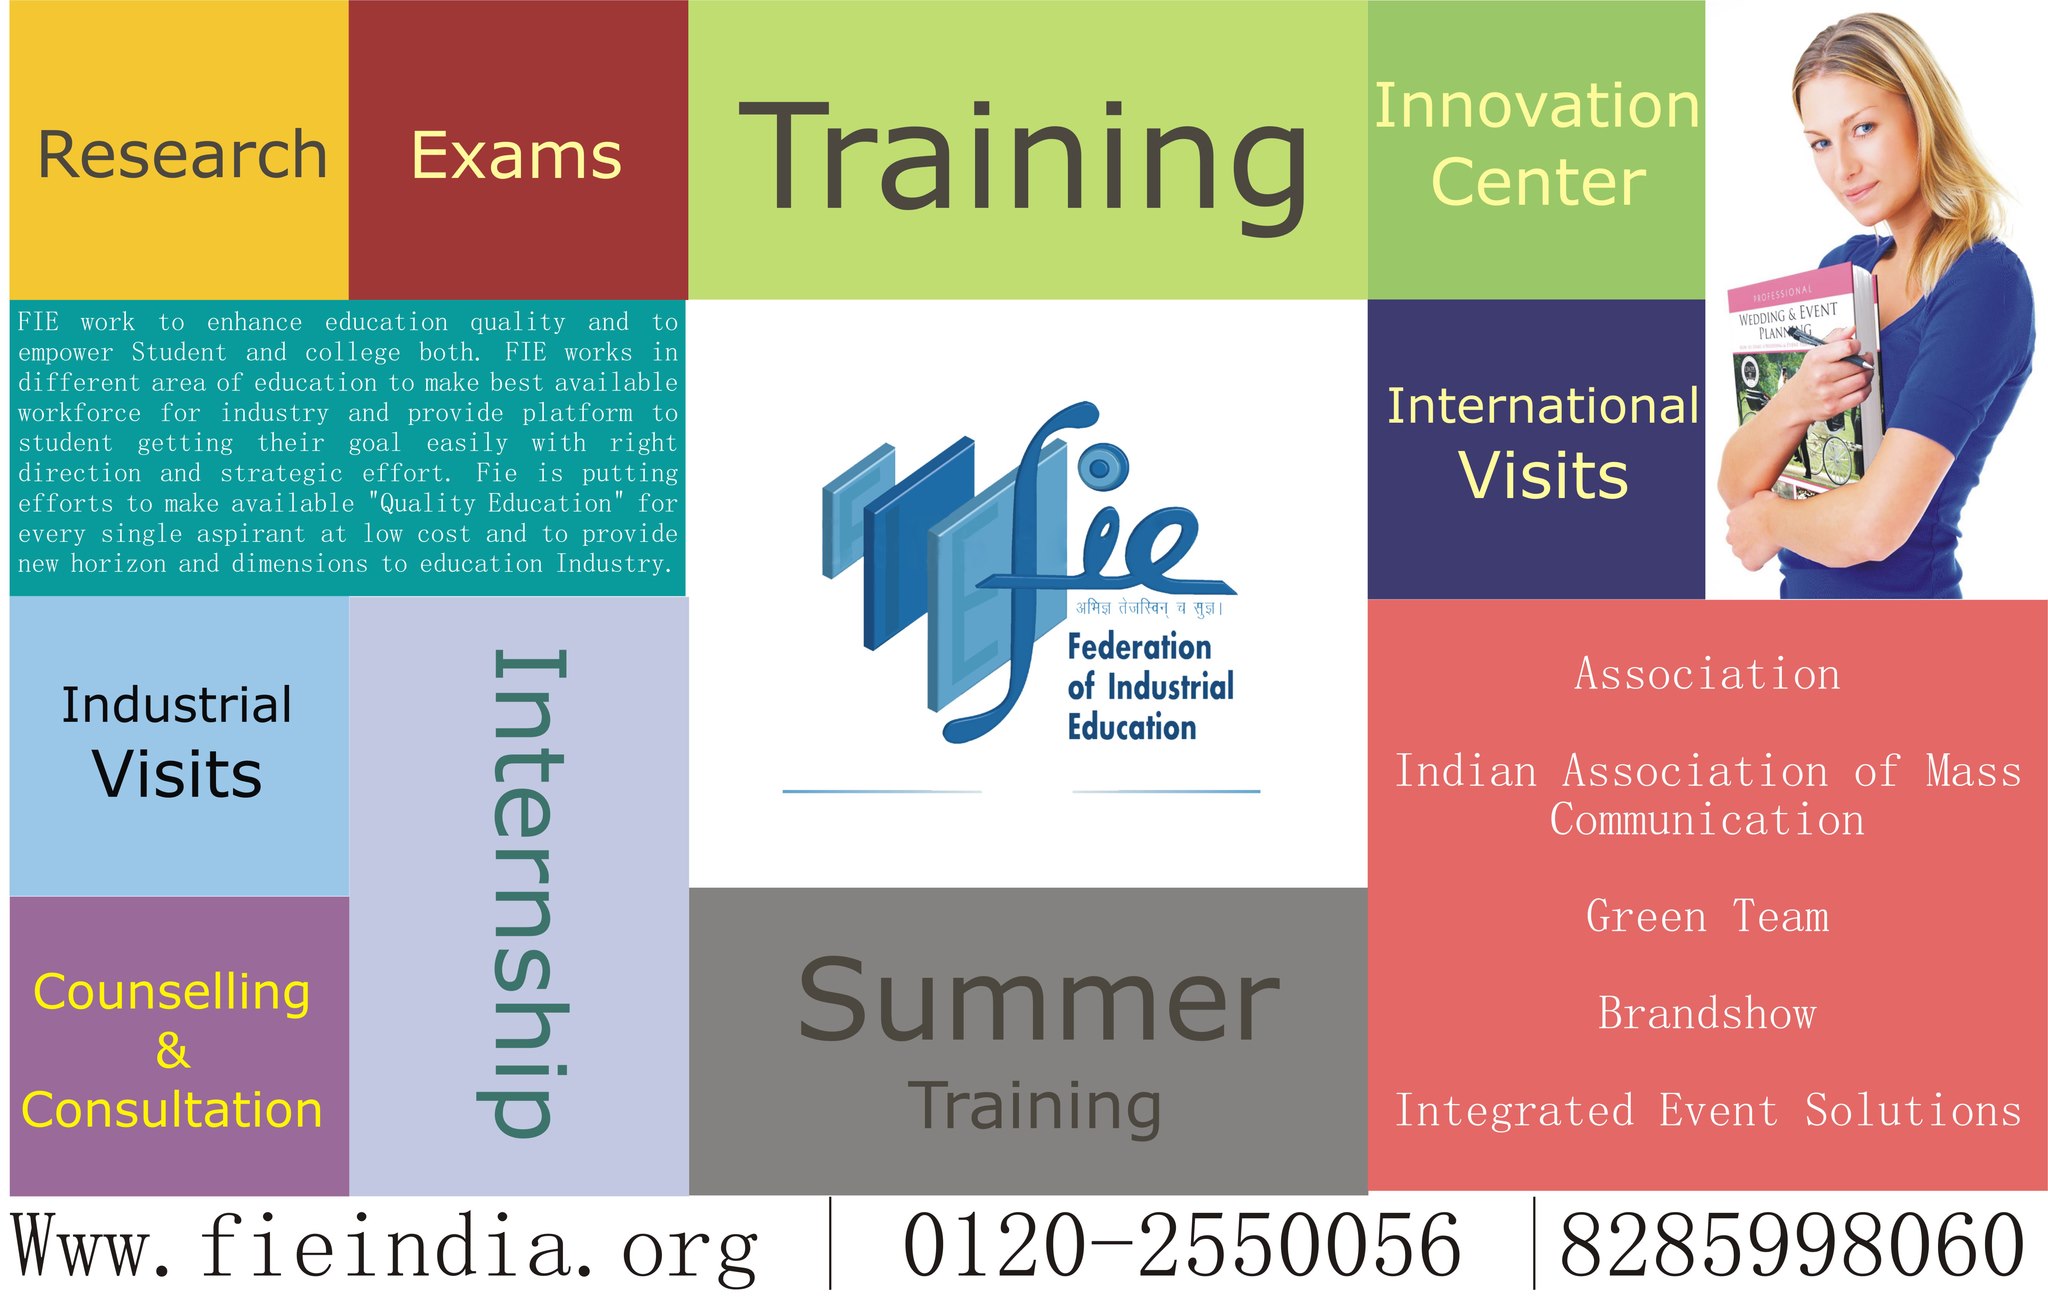 Research
Exams
Training
Innovation
Center
PROFESSIONAL
WEDDING & EVENT
PLANNING
FIE work to enhance education quality and to
empower Student and college both. FIE works in
different area of education to make best available
workforce for industry and provide platform to
student getting their goal easily with right
direction and strategic effort. Fie is putting
efforts to make available "Quality Education" for
every single aspirant at low cost and to provide
new horizon and dimensions to education Industry.
International
Visits
F
E
fie
अभिज्ञ तेजस्विन् च सुज्ञ।
Federation
of Industrial
Education
Industrial
Visits
Internship
Counselling
&
Consultation
Summer
Training
Association
Indian Association of Mass
Communication
Green Team
Brandshow
Integrated Event Solutions
Www.fieindia.org
0120-2550056
8285998060